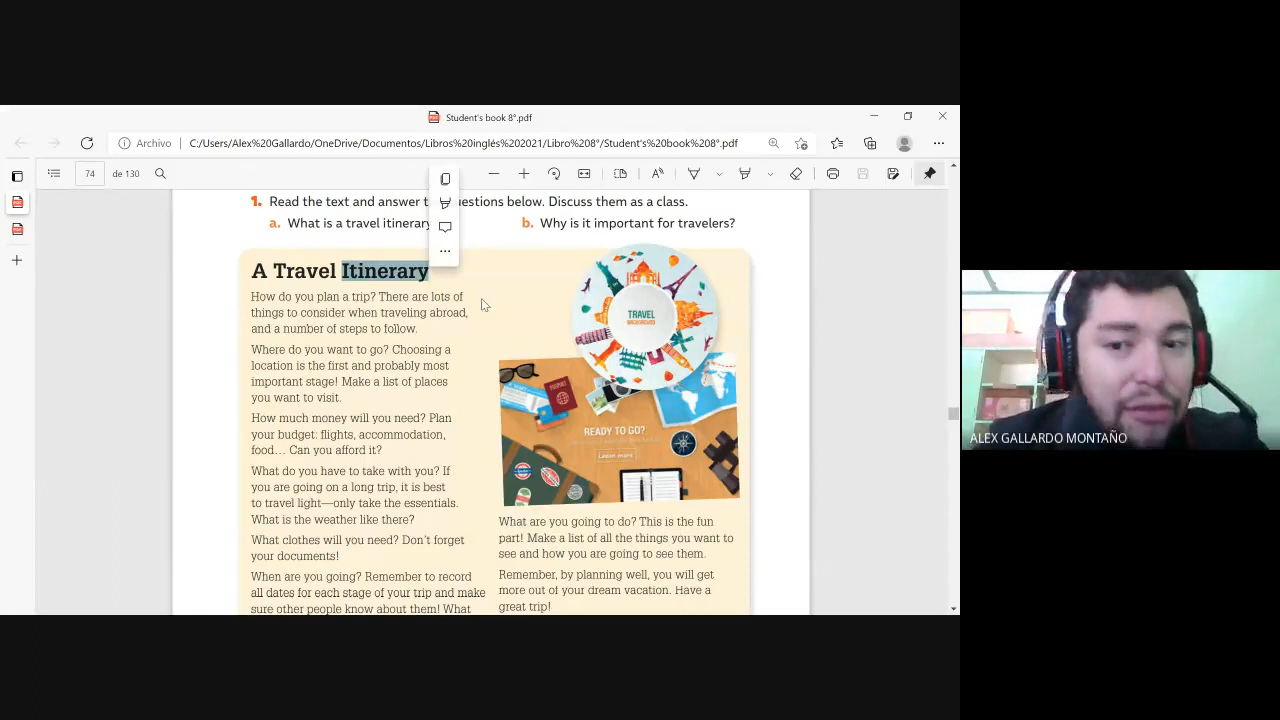 Student's book 8°.pdf
Archivo
C:/Users/Alex%20Gallardo/OneDrive/Documentos/Libros%20inglés%202021/Libro%208°/Student's%20book%208°.pdf
74
de 130
1. Read the text and answer t uestions below. Discuss them as a class.
a. What is a travel itinerary
b. Why is it important for travelers?
A Travel Itinerary
How do you plan a trip? There are lots of
things to consider when traveling abroad,
and a number of steps to follow.
Where do you want to go? Choosing a
location is the first and probably most
important stage! Make a list of places
you want to visit.
How much money will you need? Plan
your budget: flights, accommodation,
food... Can you afford it?
What do you have to take with you? If
you are going on a long trip, it is best
to travel light—only take the essentials.
What is the weather like there?
What clothes will you need? Don't forget
your documents!
When are you going? Remember to record
all dates for each stage of your trip and make
sure other people know about them! What
TRAVEL
BACKGROUND
PASSPORT
READY TO GO?
Learn more
What are you going to do? This is the fun
part! Make a list of all the things you want to
see and how you are going to see them.
Remember, by planning well, you will get
more out of your dream vacation. Have a
great trip!
ALEX GALLARDO MONTAÑO